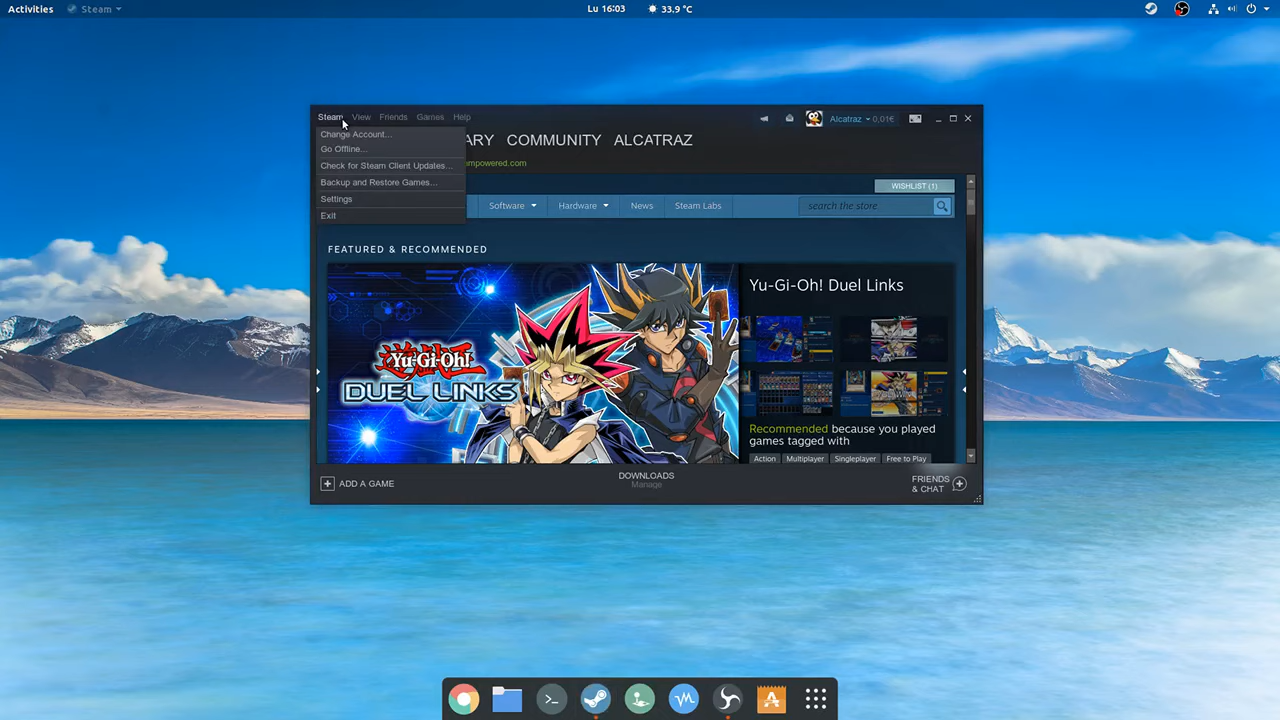 Activities Steam Lu 16:03 33.9 °C
Steam View Friends Games Help Alcatraz 0,01€
Change Account...
Go Offline...
Check for Steam Client Updates...
Backup and Restore Games...
Settings
Exit
ARY COMMUNITY ALCATRAZ
mpowered.com
WISHLIST (1)
Software Hardware News Steam Labs search the store
FEATURED & RECOMMENDED
Yu-Gi-Oh!
DUEL LINKS
Yu-Gi-Oh! Duel Links
Recommended because you played
games tagged with
Action Multiplayer Singleplayer Free to Play
ADD A GAME
DOWNLOADS
Manage
FRIENDS
& CHAT